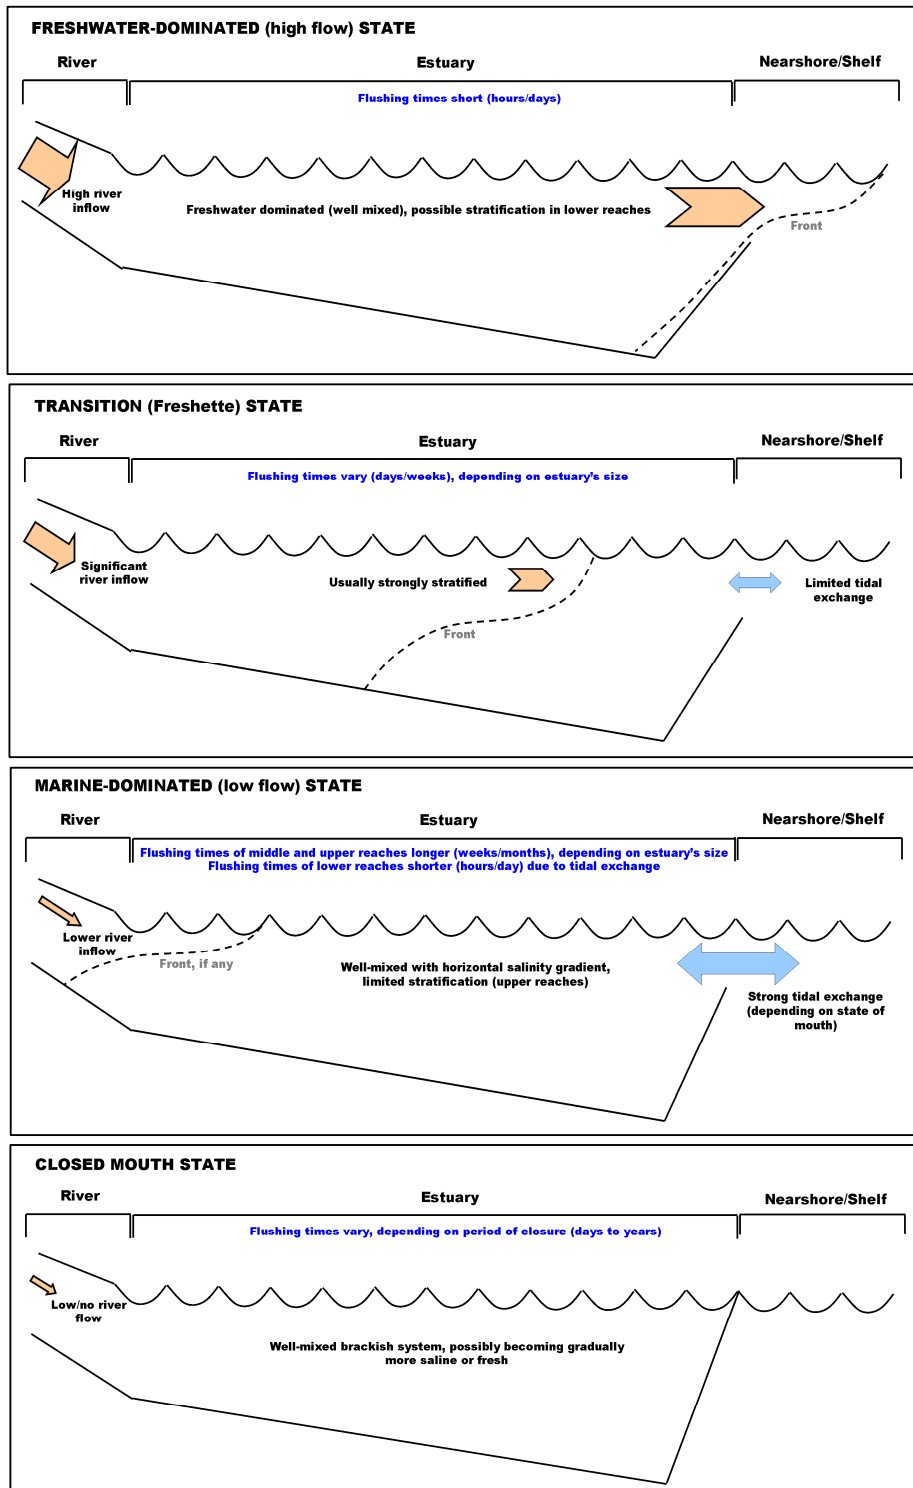 FRESHWATER-DOMINATED (high flow) STATE
River
Estuary
Nearshore/Shelf
Flushing times short (hours/days)
High river
inflow
Freshwater dominated (well mixed), possible stratification in lower reaches
Front
TRANSITION (Freshette) STATE
River
Estuary
Nearshore/Shelf
Flushing times vary (days/weeks), depending on estuary's size
Significant
river inflow
Usually strongly stratified
Limited tidal
exchange
Front
MARINE-DOMINATED (low flow) STATE
River
Estuary
Nearshore/Shelf
Flushing times of middle and upper reaches longer (weeks/months), depending on estuary's size
Flushing times of lower reaches shorter (hours/day) due to tidal exchange
Lower river
inflow
Front, if any
Well-mixed with horizontal salinity gradient,
limited stratification (upper reaches)
Strong tidal exchange
(depending on state of
mouth)
CLOSED MOUTH STATE
River
Estuary
Nearshore/Shelf
Flushing times vary, depending on period of closure (days to years)
Low/no river
flow
Well-mixed brackish system, possibly becoming gradually
more saline or fresh